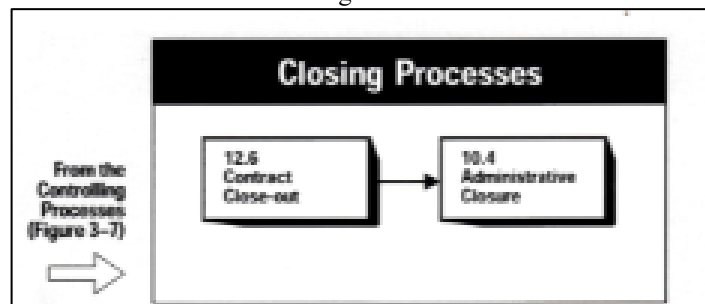 Closing Processes
From the
Controlling
Processes
(Figure 3–7)
12.6
Contract
Close-out
10.4
Administrative
Closure